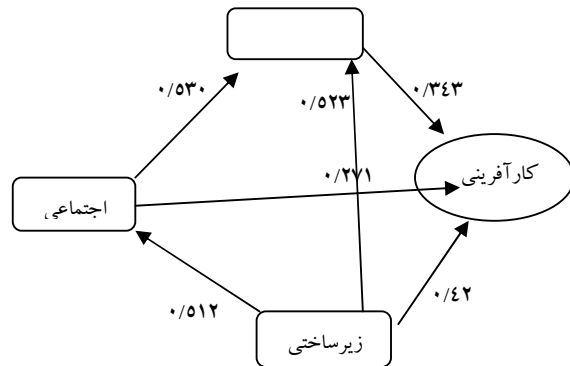 ۰/۵۳۰
۰/۵۲۳
۰/۳۴۳
کارآفرینی
۰/۲۷۱
اجتماعی
۰/۵۱۲
۰/۴۲
زیرساختی